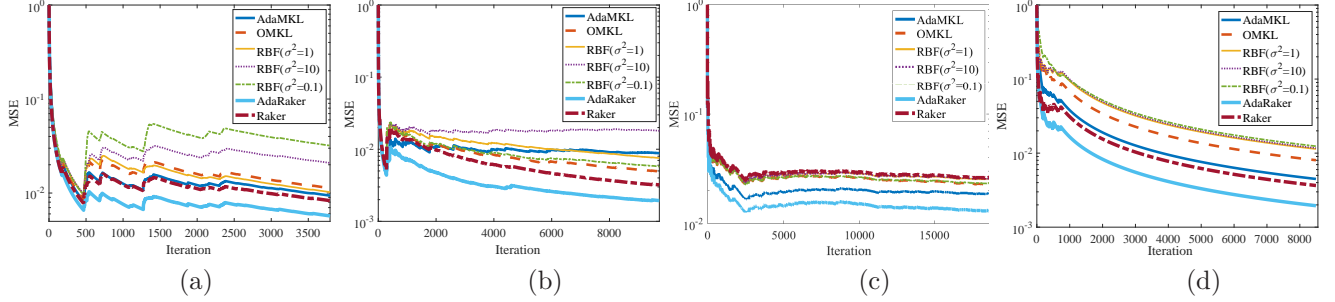 10^0
10^-1
10^-2
MSE
0 500 1000 1500 2000 2500 3000 3500
Iteration
AdaMKL
OMKL
RBF(σ²=1)
RBF(σ²=10)
RBF(σ²=0.1)
AdaRaker
Raker
(a)
10^0
10^-1
10^-2
10^-3
MSE
0 2000 4000 6000 8000
Iteration
AdaMKL
OMKL
RBF(σ²=1)
RBF(σ²=10)
RBF(σ²=0.1)
AdaRaker
Raker
(b)
10^0
10^-1
10^-2
MSE
0 5000 10000 15000
Iteration
AdaMKL
OMKL
RBF(σ²=1)
RBF(σ²=10)
RBF(σ²=0.1)
AdaRaker
Raker
(c)
10^0
10^-1
10^-2
10^-3
MSE
0 1000 2000 3000 4000 5000 6000 7000 8000
Iteration
AdaMKL
OMKL
RBF(σ²=1)
RBF(σ²=10)
RBF(σ²=0.1)
AdaRaker
Raker
(d)